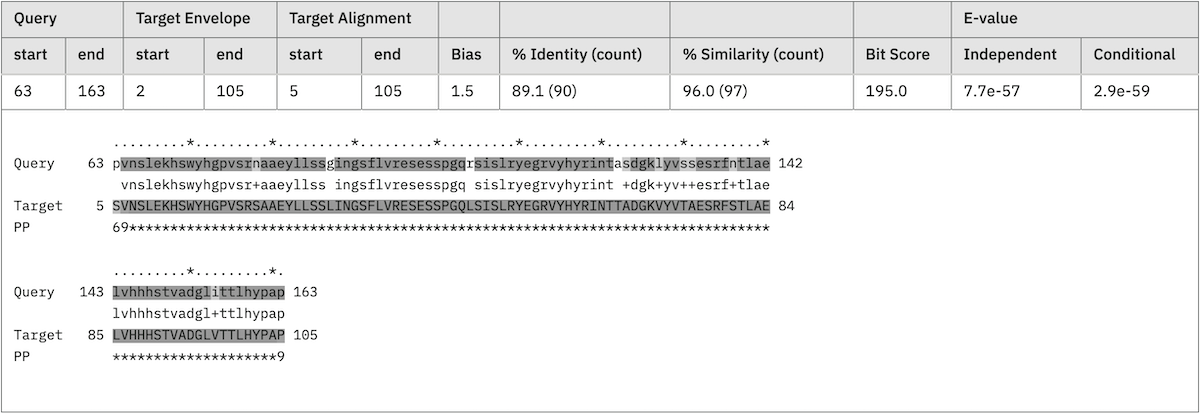 Query Target Envelope Target Alignment E-value
start end start end start end Bias % Identity (count) % Similarity (count) Bit Score Independent Conditional
63 163 2 105 5 105 1.5 89.1 (90) 96.0 (97) 195.0 7.7e-57 2.9e-59
.........*.........*.........*.........*.........*.........*.........*.........*
Query 63 pvnslekhswyhgpvsrnaaeyllssgingsflvresesspgqrsislryegrvyhyrintasdgklyvssesrfntlae 142
vnslekhswyhgpvsr+aaeyllss ingsflvresesspgq sislryegrvyhyrint +dgk+yv++esrf+tlae
Target 5 SVNSLEKHSWYHGPVSRSAAEYLLSSLINGSFLVRESESSPGQLSISLRYEGRVYHYRINTTADGKVYVTAESRFSTLAE 84
PP 69******************************************************************************
.........*.........*.
Query 143 lvhhhstvadglittlhypap 163
lvhhhstvadgl+ttlhypap
Target 85 LVHHHSTVADGLVTTLHYPAP 105
PP ********************9